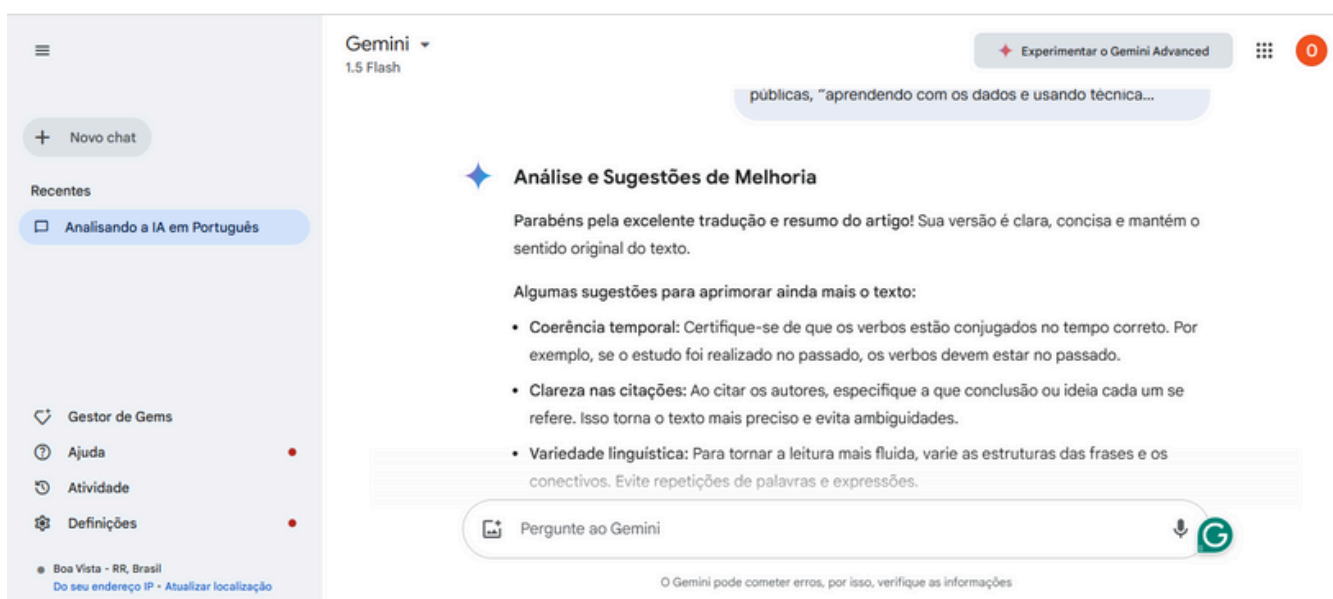 Gemini
1.5 Flash
Experimentar o Gemini Advanced
O
Novo chat
Recentes
Analisando a IA em Português
Gestor de Gems
Ajuda
Atividade
Definições
Boa Vista - RR, Brasil
Do seu endereço IP • Atualizar localização
públicas, "aprendendo com os dados e usando técnica...
Análise e Sugestões de Melhoria
Parabéns pela excelente tradução e resumo do artigo! Sua versão é clara, concisa e mantém o
sentido original do texto.
Algumas sugestões para aprimorar ainda mais o texto:
• Coerência temporal: Certifique-se de que os verbos estão conjugados no tempo correto. Por
exemplo, se o estudo foi realizado no passado, os verbos devem estar no passado.
• Clareza nas citações: Ao citar os autores, especifique a que conclusão ou ideia cada um se
refere. Isso torna o texto mais preciso e evita ambiguidades.
• Variedade linguística: Para tornar a leitura mais fluida, varie as estruturas das frases e os
conectivos. Evite repetições de palavras e expressões.
Pergunte ao Gemini
G
O Gemini pode cometer erros, por isso, verifique as informações